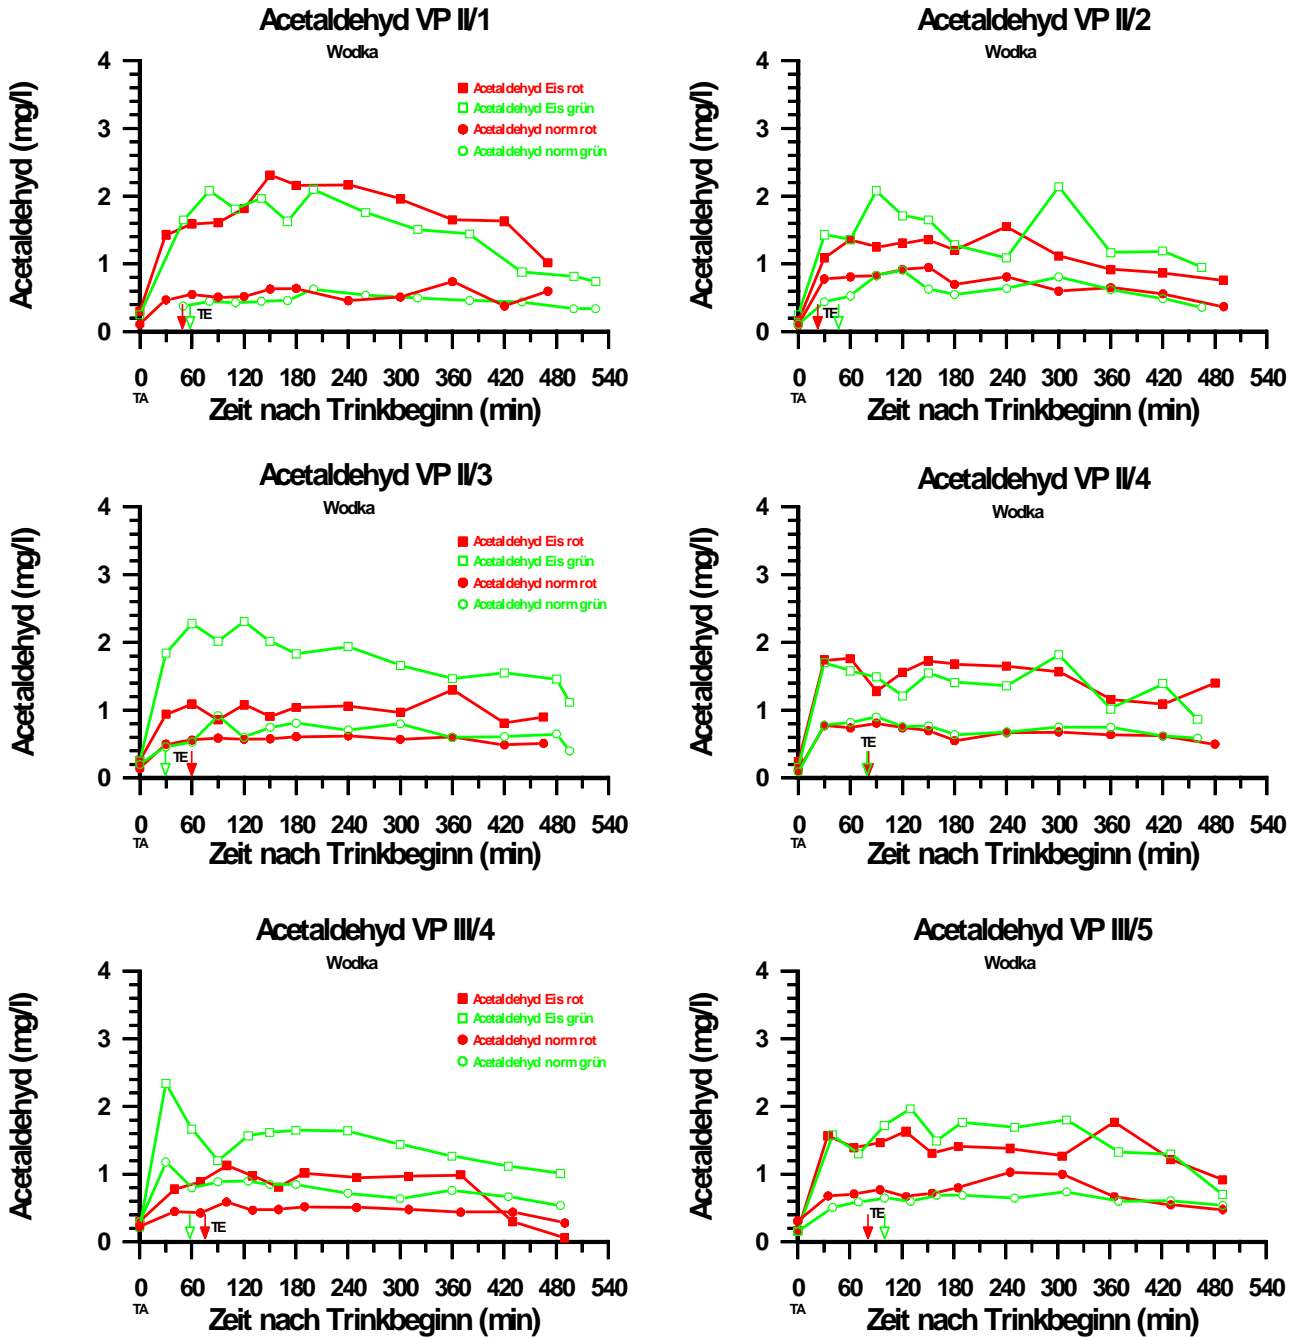 Acetaldehyd VP II/1
Wodka
Acetaldehyd (mg/l)
4
3
2
1
0
Acetaldehyd Eis rot
Acetaldehyd Eis grün
Acetaldehyd norm rot
Acetaldehyd norm grün
TE
0 60 120 180 240 300 360 420 480 540
TA
Zeit nach Trinkbeginn (min)
Acetaldehyd VP II/2
Wodka
Acetaldehyd (mg/l)
4
3
2
1
0
TE
0 60 120 180 240 300 360 420 480 540
TA
Zeit nach Trinkbeginn (min)
Acetaldehyd VP II/3
Wodka
Acetaldehyd (mg/l)
4
3
2
1
0
Acetaldehyd Eis rot
Acetaldehyd Eis grün
Acetaldehyd norm rot
Acetaldehyd norm grün
TE
0 60 120 180 240 300 360 420 480 540
TA
Zeit nach Trinkbeginn (min)
Acetaldehyd VP II/4
Wodka
Acetaldehyd (mg/l)
4
3
2
1
0
TE
0 60 120 180 240 300 360 420 480 540
TA
Zeit nach Trinkbeginn (min)
Acetaldehyd VP III/4
Wodka
Acetaldehyd (mg/l)
4
3
2
1
0
Acetaldehyd Eis rot
Acetaldehyd Eis grün
Acetaldehyd norm rot
Acetaldehyd norm grün
TE
0 60 120 180 240 300 360 420 480 540
TA
Zeit nach Trinkbeginn (min)
Acetaldehyd VP III/5
Wodka
Acetaldehyd (mg/l)
4
3
2
1
0
TE
0 60 120 180 240 300 360 420 480 540
TA
Zeit nach Trinkbeginn (min)